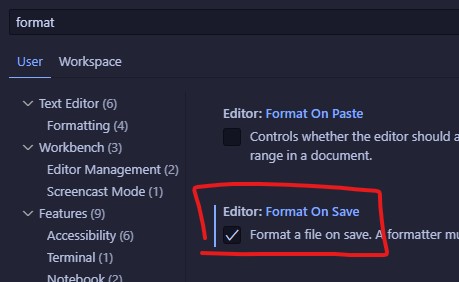 format
User
Workspace
Text Editor (6)
Formatting (4)
Workbench (3)
Editor Management (2)
Screencast Mode (1)
Features (9)
Accessibility (6)
Terminal (1)
Notebook (2)
Editor: Format On Paste
Controls whether the editor should a
range in a document.
Editor: Format On Save
Format a file on save. A formatter mu